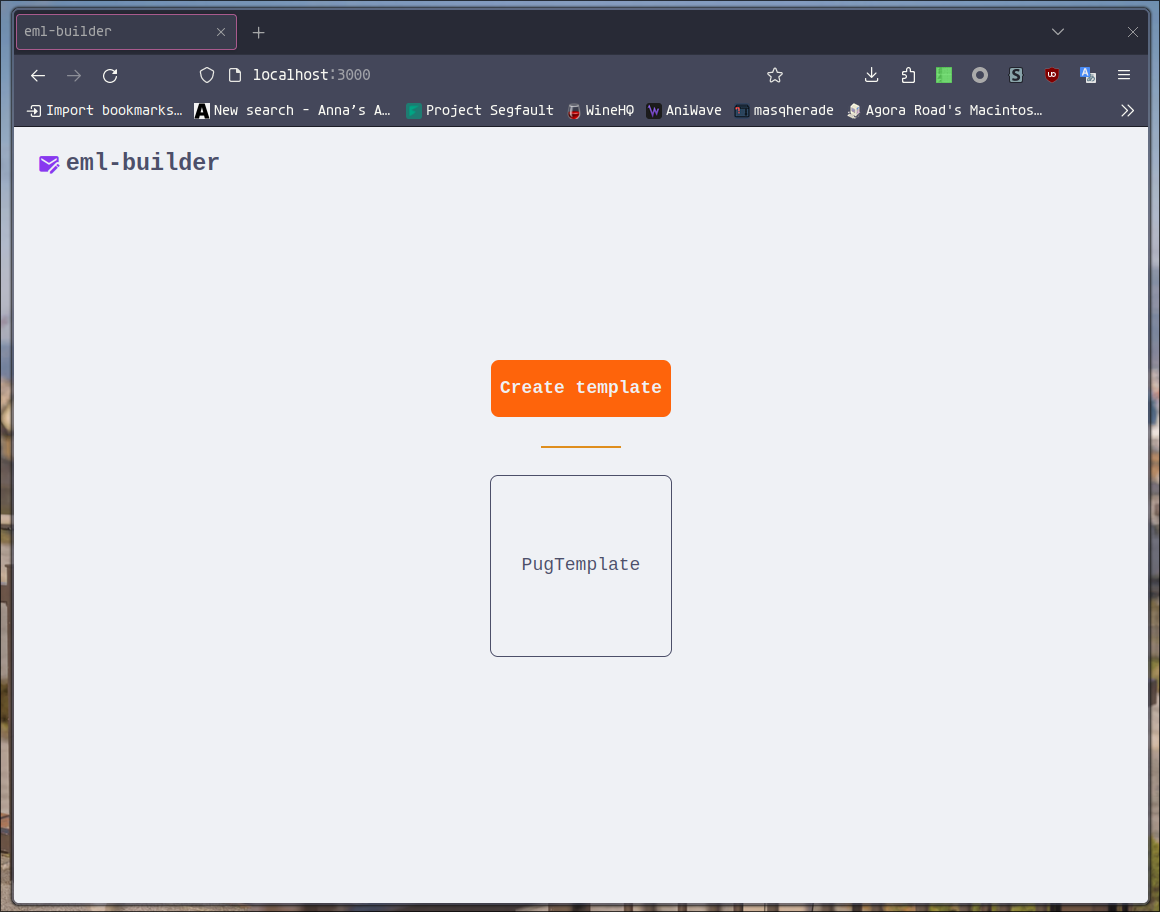 eml-builder
localhost:3000
Import bookmarks… New search - Anna's A… Project Segfault WineHQ AniWave masqherade Agora Road's Macintos…
eml-builder
Create template
PugTemplate